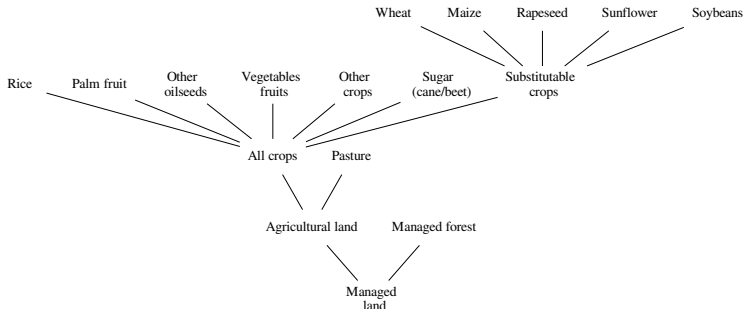 Wheat
Maize
Rapeseed
Sunflower
Soybeans
Rice
Palm fruit
Other
oilseeds
Vegetables
fruits
Other
crops
Sugar
(cane/beet)
Substitutable
crops
All crops
Pasture
Agricultural land
Managed forest
Managed
land